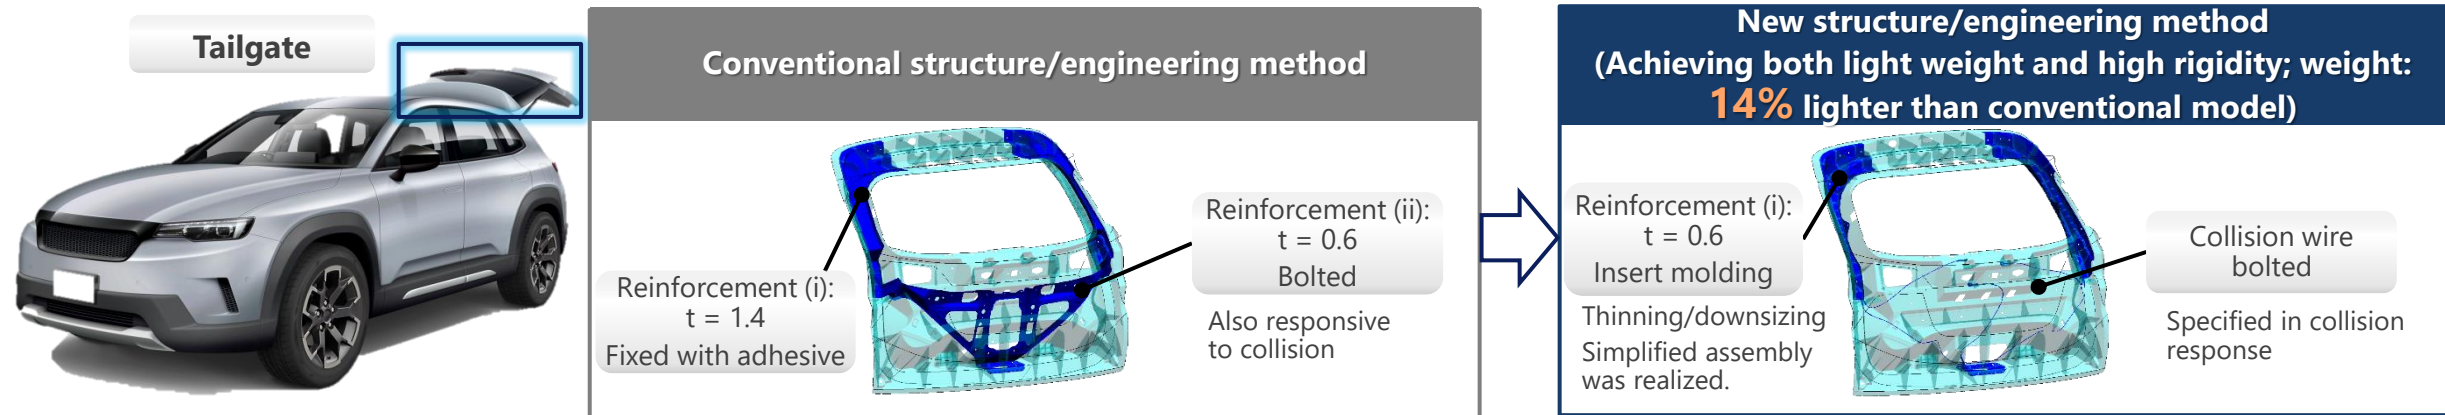 Tailgate
Conventional structure/engineering method
Reinforcement (i):
t = 1.4
Fixed with adhesive
Reinforcement (ii):
t = 0.6
Bolted
Also responsive
to collision
New structure/engineering method
(Achieving both light weight and high rigidity; weight:
14% lighter than conventional model)
Reinforcement (i):
t = 0.6
Insert molding
Thinning/downsizing
Simplified assembly
was realized.
Collision wire
bolted
Specified in collision
response